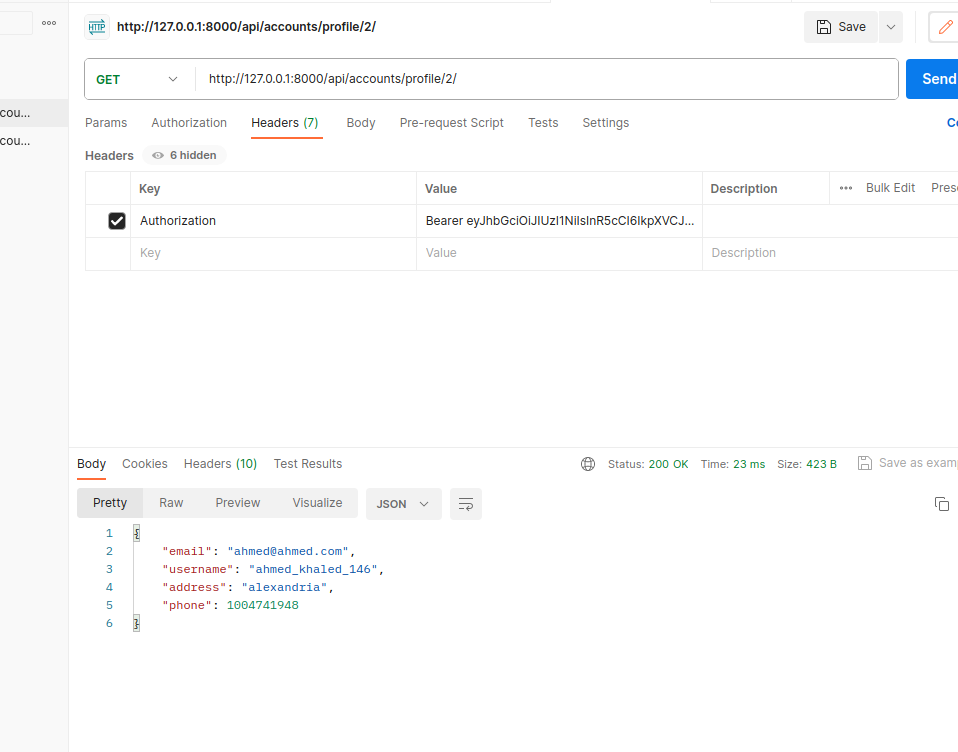 HTTP http://127.0.0.1:8000/api/accounts/profile/2/ Save
GET http://127.0.0.1:8000/api/accounts/profile/2/ Send
cou...
Params Authorization Headers (7) Body Pre-request Script Tests Settings Co
cou...
Headers 6 hidden
Key Value Description Bulk Edit Prese
Authorization Bearer eyJhbGciOiJIUzI1NiIsInR5cCI6IkpXVCJ...
Key Value Description
Body Cookies Headers (10) Test Results Status: 200 OK Time: 23 ms Size: 423 B Save as examp
Pretty Raw Preview Visualize JSON
1 {
2 "email": "ahmed@ahmed.com",
3 "username": "ahmed_khaled_146",
4 "address": "alexandria",
5 "phone": 1004741948
6 }